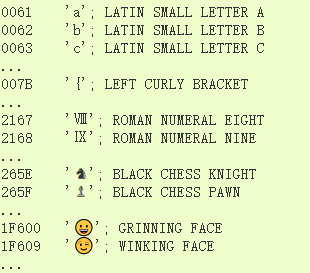 0061 'a'; LATIN SMALL LETTER A
0062 'b'; LATIN SMALL LETTER B
0063 'c'; LATIN SMALL LETTER C
...
007B '{'; LEFT CURLY BRACKET
...
2167 'Ⅷ'; ROMAN NUMERAL EIGHT
2168 'Ⅸ'; ROMAN NUMERAL NINE
...
265E '♞'; BLACK CHESS KNIGHT
265F '♟'; BLACK CHESS PAWN
...
1F600 '😀'; GRINNING FACE
1F609 '😉'; WINKING FACE
...